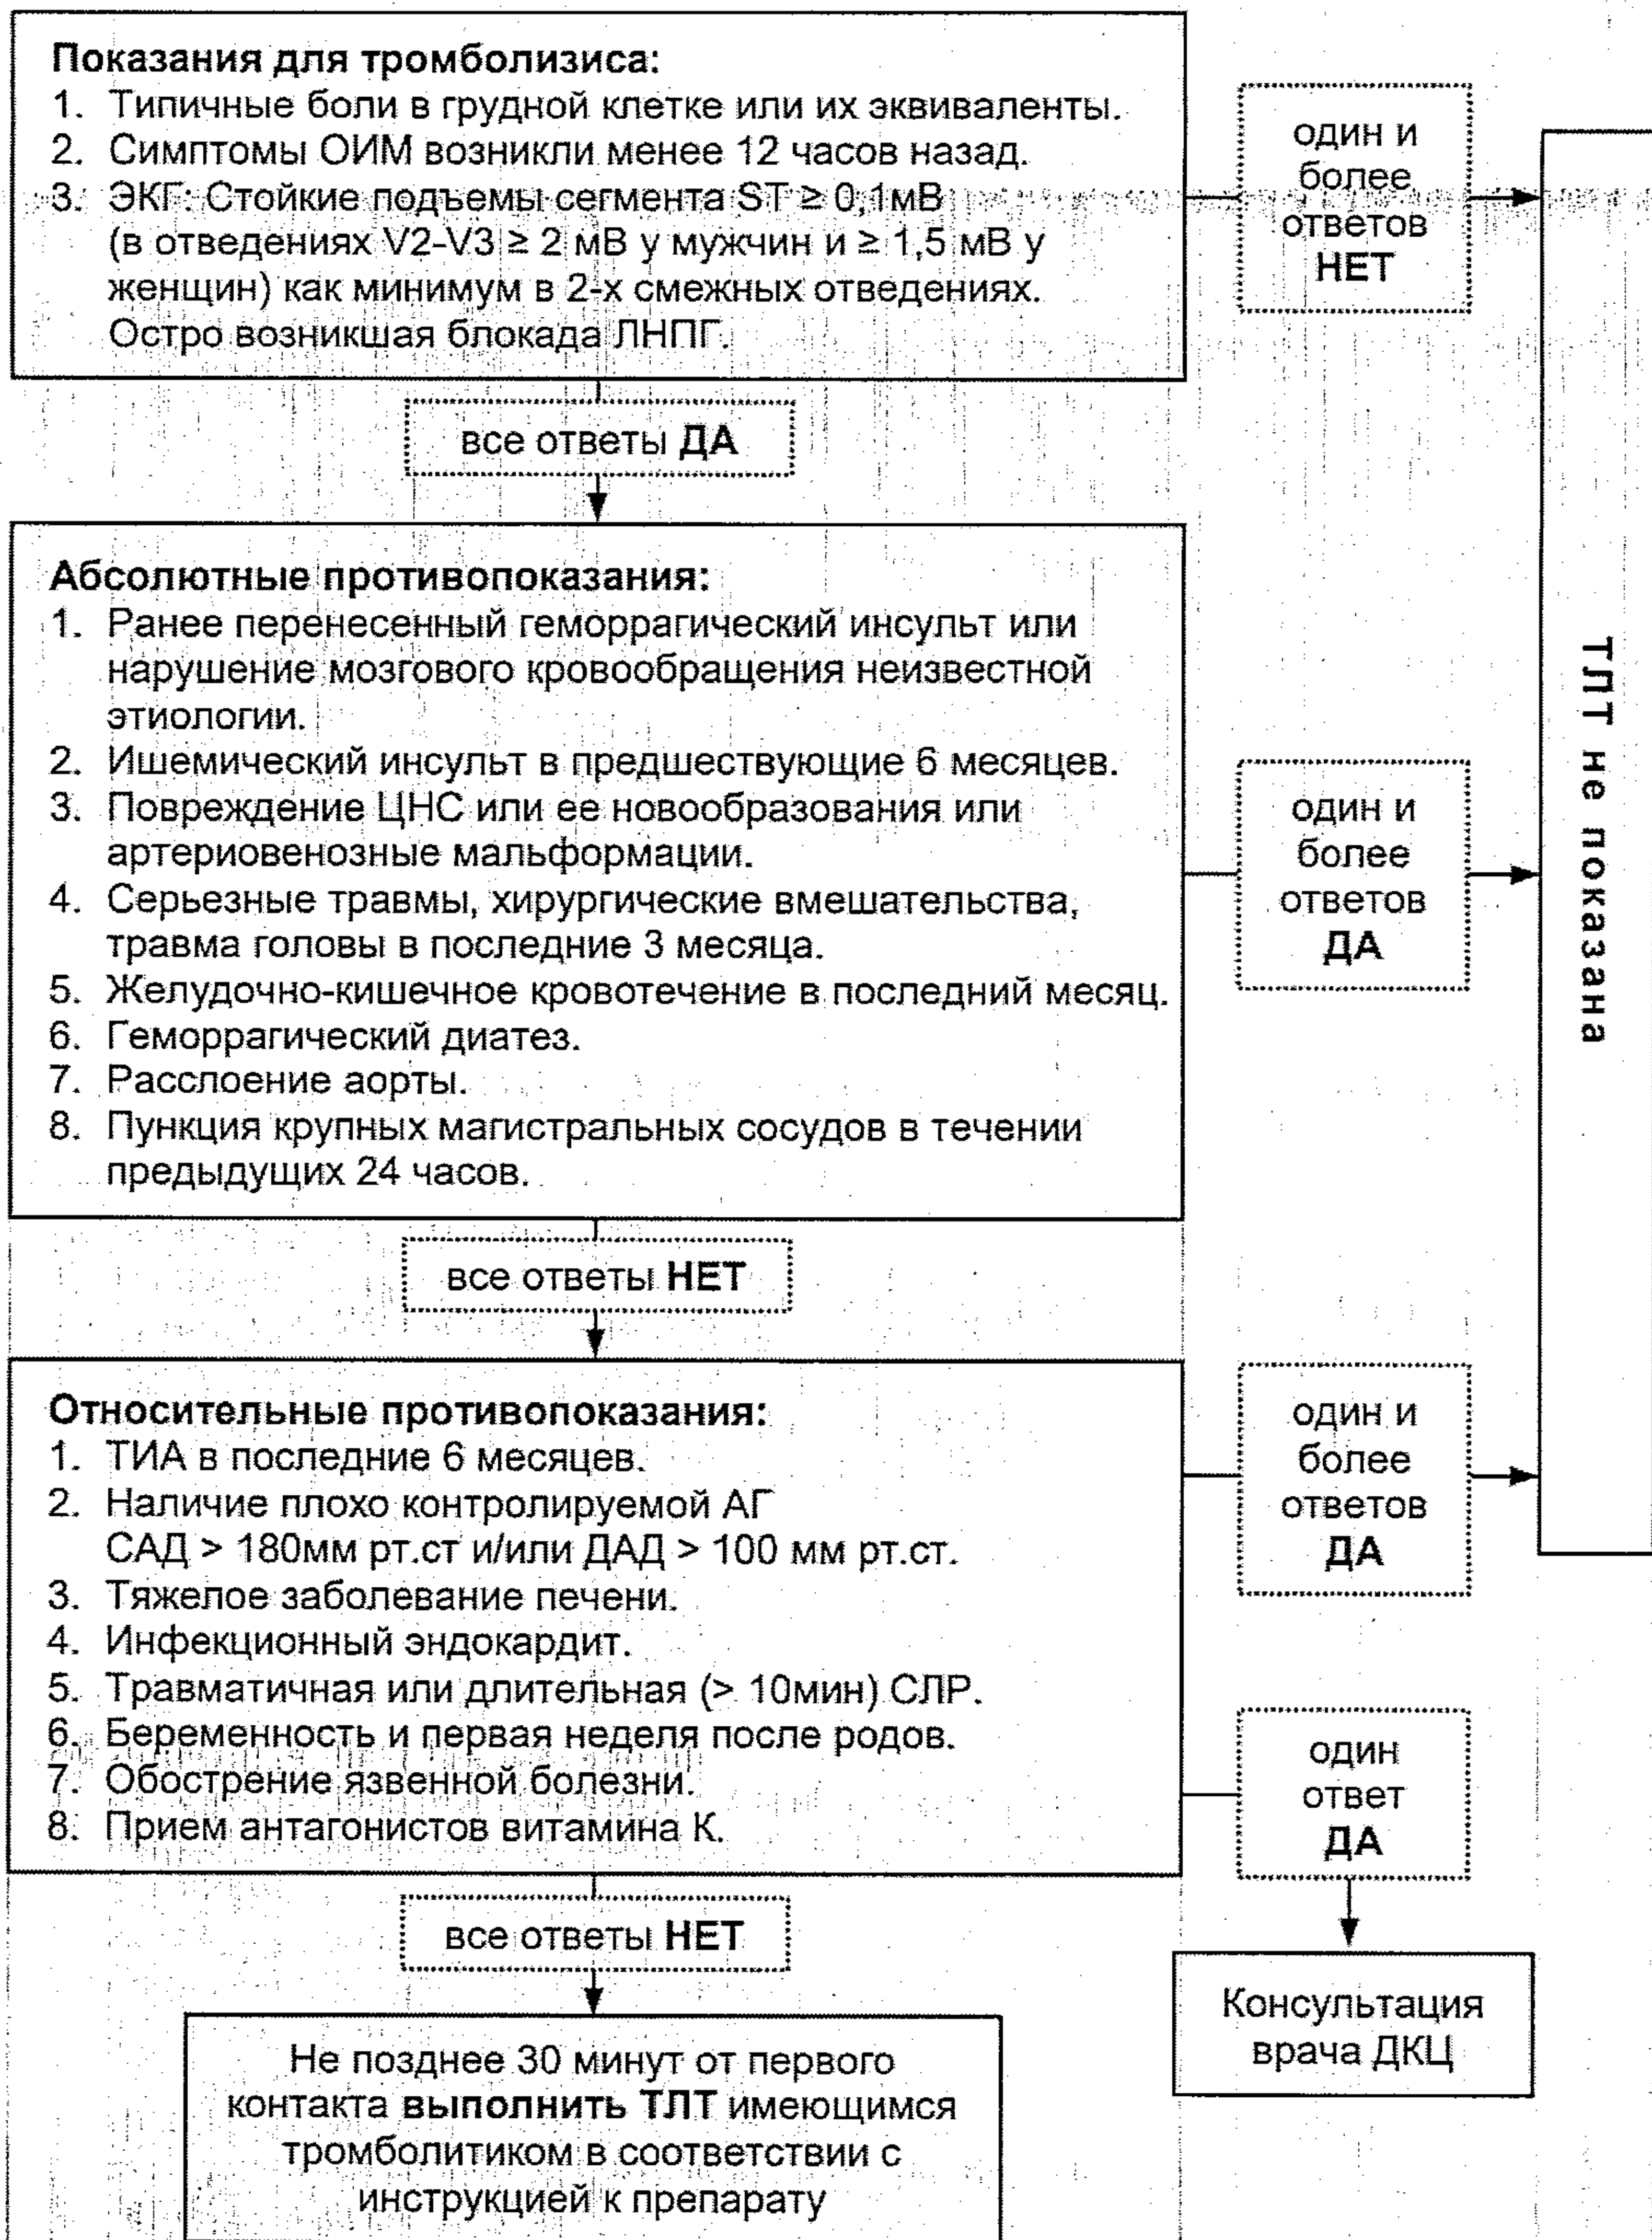 Показания для тромболизиса:
1. Типичные боли в грудной клетке или их эквиваленты.
2. Симптомы ОИМ возникли менее 12 часов назад.
3. ЭКГ: Стойкие подъемы сегмента ST ≥ 0,1мВ
(в отведениях V2-V3 ≥ 2 мВ у мужчин и ≥ 1,5 мВ у
женщин) как минимум в 2-х смежных отведениях.
Остро возникшая блокада ЛНПГ.
один и
более
ответов
НЕТ
все ответы ДА
Абсолютные противопоказания:
1. Ранее перенесенный геморрагический инсульт или
нарушение мозгового кровообращения неизвестной
этиологии.
2. Ишемический инсульт в предшествующие 6 месяцев.
3. Повреждение ЦНС или ее новообразования или
артериовенозные мальформации.
4. Серьезные травмы, хирургические вмешательства,
травма головы в последние 3 месяца.
5. Желудочно-кишечное кровотечение в последний месяц.
6. Геморрагический диатез.
7. Расслоение аорты.
8. Пункция крупных магистральных сосудов в течении
предыдущих 24 часов.
один и
более
ответов
ДА
ТЛТ не показана
все ответы НЕТ
Относительные противопоказания:
1. ТИА в последние 6 месяцев.
2. Наличие плохо контролируемой АГ
САД > 180мм рт.ст и/или ДАД > 100 мм рт.ст.
3. Тяжелое заболевание печени.
4. Инфекционный эндокардит.
5. Травматичная или длительная (> 10мин) СЛР.
6. Беременность и первая неделя после родов.
7. Обострение язвенной болезни.
8. Прием антагонистов витамина К.
один и
более
ответов
ДА
один
ответ
ДА
все ответы НЕТ
Консультация
врача ДКЦ
Не позднее 30 минут от первого
контакта выполнить ТЛТ имеющимся
тромболитиком в соответствии с
инструкцией к препарату